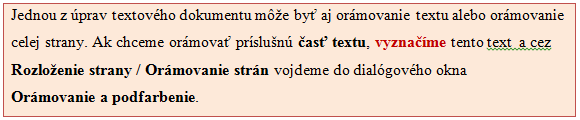 Jednou z úprav textového dokumentu môže byť aj orámovanie textu alebo orámovanie
celej strany. Ak chceme orámovať príslušnú časť textu, vyznačíme tento text a cez
Rozloženie strany / Orámovanie strán vojdeme do dialógového okna
Orámovanie a podfarbenie.